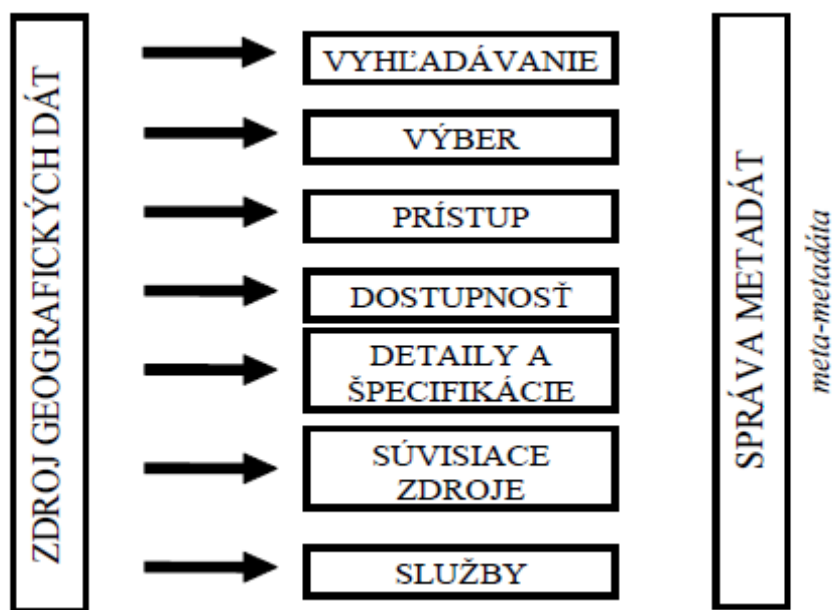 ZDROJ GEOGRAFICKÝCH DÁT
VYHĽADÁVANIE
VÝBER
PRÍSTUP
DOSTUPNOSŤ
DETAILY A
ŠPECIFIKÁCIE
SÚVISIACE
ZDROJE
SLUŽBY
SPRÁVA METADÁT
meta-metadáta